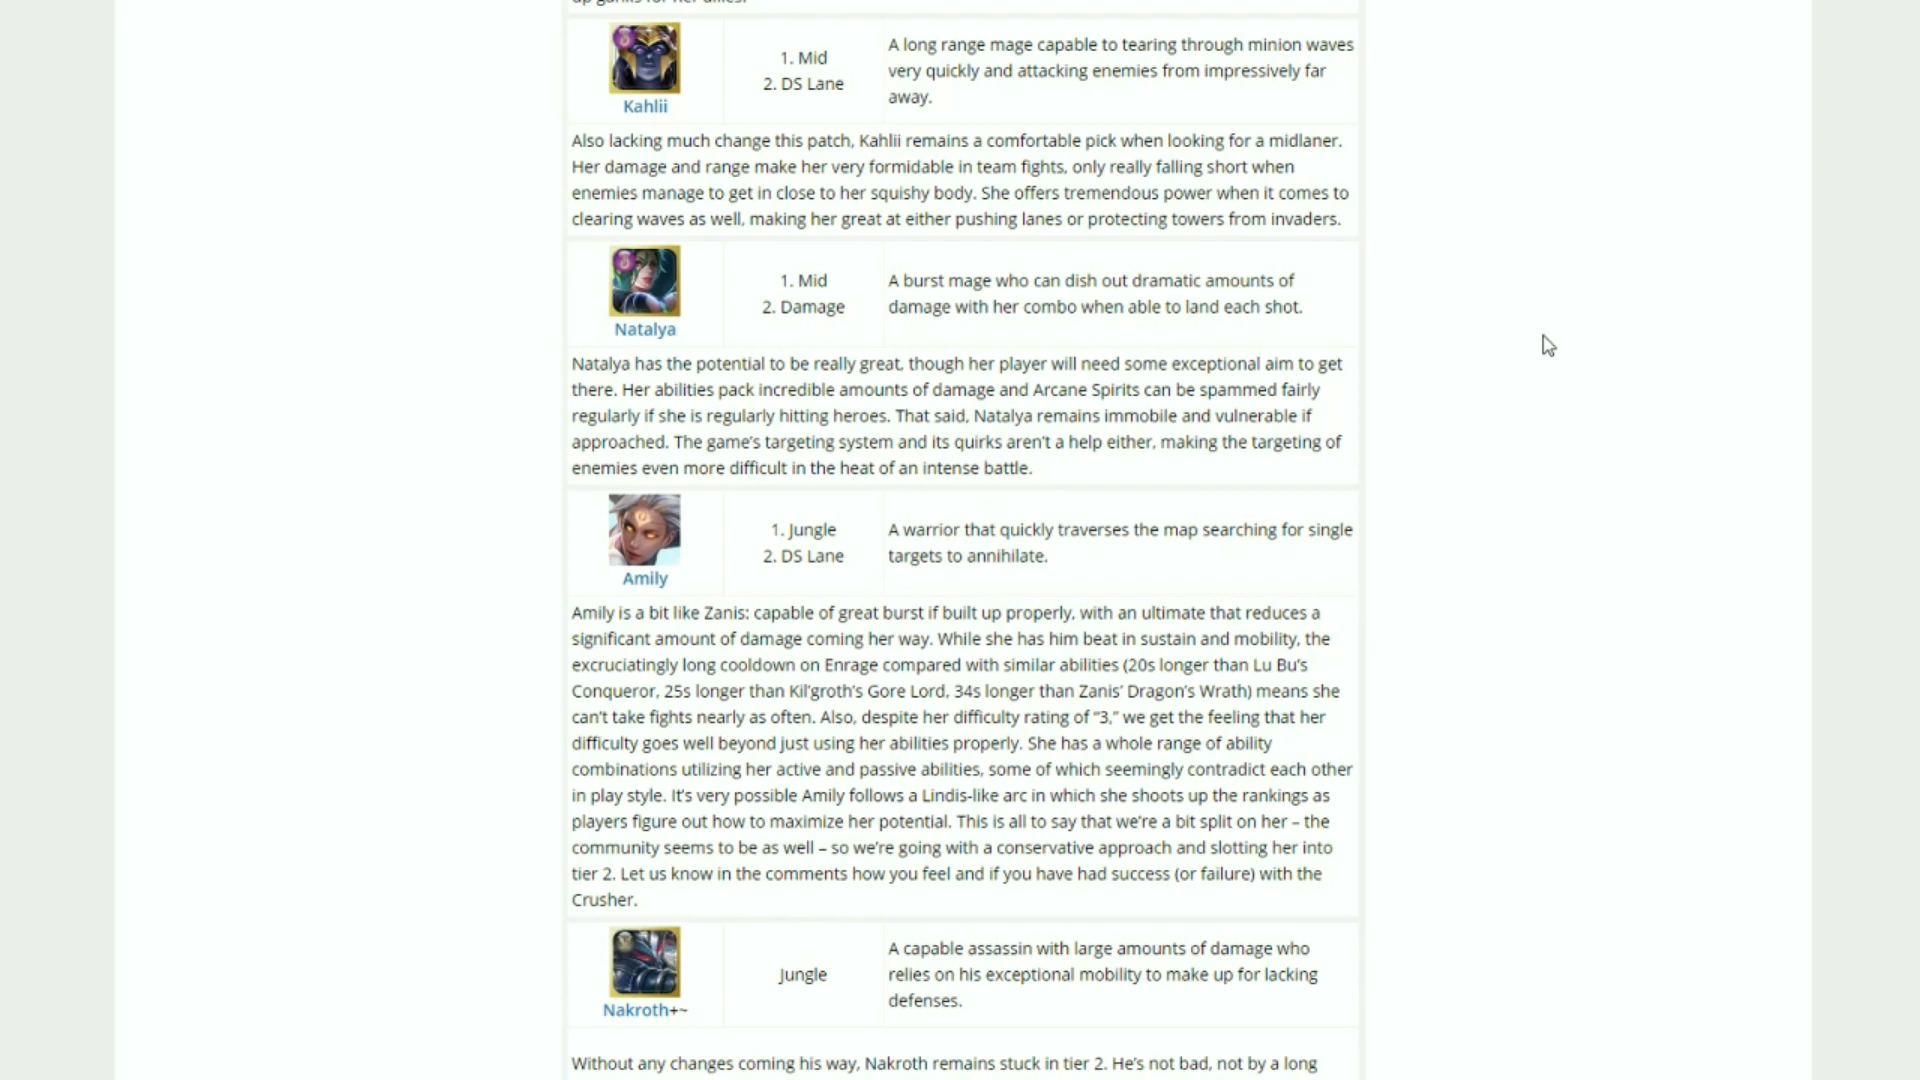 1. Mid
2. DS Lane
A long range mage capable to tearing through minion waves
very quickly and attacking enemies from impressively far
away.
Kahlii
Also lacking much change this patch, Kahlii remains a comfortable pick when looking for a midlaner.
Her damage and range make her very formidable in team fights, only really falling short when
enemies manage to get in close to her squishy body. She offers tremendous power when it comes to
clearing waves as well, making her great at either pushing lanes or protecting towers from invaders.
1. Mid
2. Damage
A burst mage who can dish out dramatic amounts of
damage with her combo when able to land each shot.
Natalya
Natalya has the potential to be really great, though her player will need some exceptional aim to get
there. Her abilities pack incredible amounts of damage and Arcane Spirits can be spammed fairly
regularly if she is regularly hitting heroes. That said, Natalya remains immobile and vulnerable if
approached. The game's targeting system and its quirks aren't a help either, making the targeting of
enemies even more difficult in the heat of an intense battle.
1. Jungle
2. DS Lane
A warrior that quickly traverses the map searching for single
targets to annihilate.
Amily
Amily is a bit like Zanis: capable of great burst if built up properly, with an ultimate that reduces a
significant amount of damage coming her way. While she has him beat in sustain and mobility, the
excruciatingly long cooldown on Enrage compared with similar abilities (20s longer than Lu Bu's
Conqueror, 25s longer than Kil'groth's Gore Lord, 34s longer than Zanis' Dragon's Wrath) means she
can't take fights nearly as often. Also, despite her difficulty rating of “3,” we get the feeling that her
difficulty goes well beyond just using her abilities properly. She has a whole range of ability
combinations utilizing her active and passive abilities, some of which seemingly contradict each other
in play style. It's very possible Amily follows a Lindis-like arc in which she shoots up the rankings as
players figure out how to maximize her potential. This is all to say that we're a bit split on her – the
community seems to be as well – so we're going with a conservative approach and slotting her into
tier 2. Let us know in the comments how you feel and if you have had success (or failure) with the
Crusher.
Jungle
A capable assassin with large amounts of damage who
relies on his exceptional mobility to make up for lacking
defenses.
Nakroth+~
Without any changes coming his way, Nakroth remains stuck in tier 2. He's not bad, not by a long